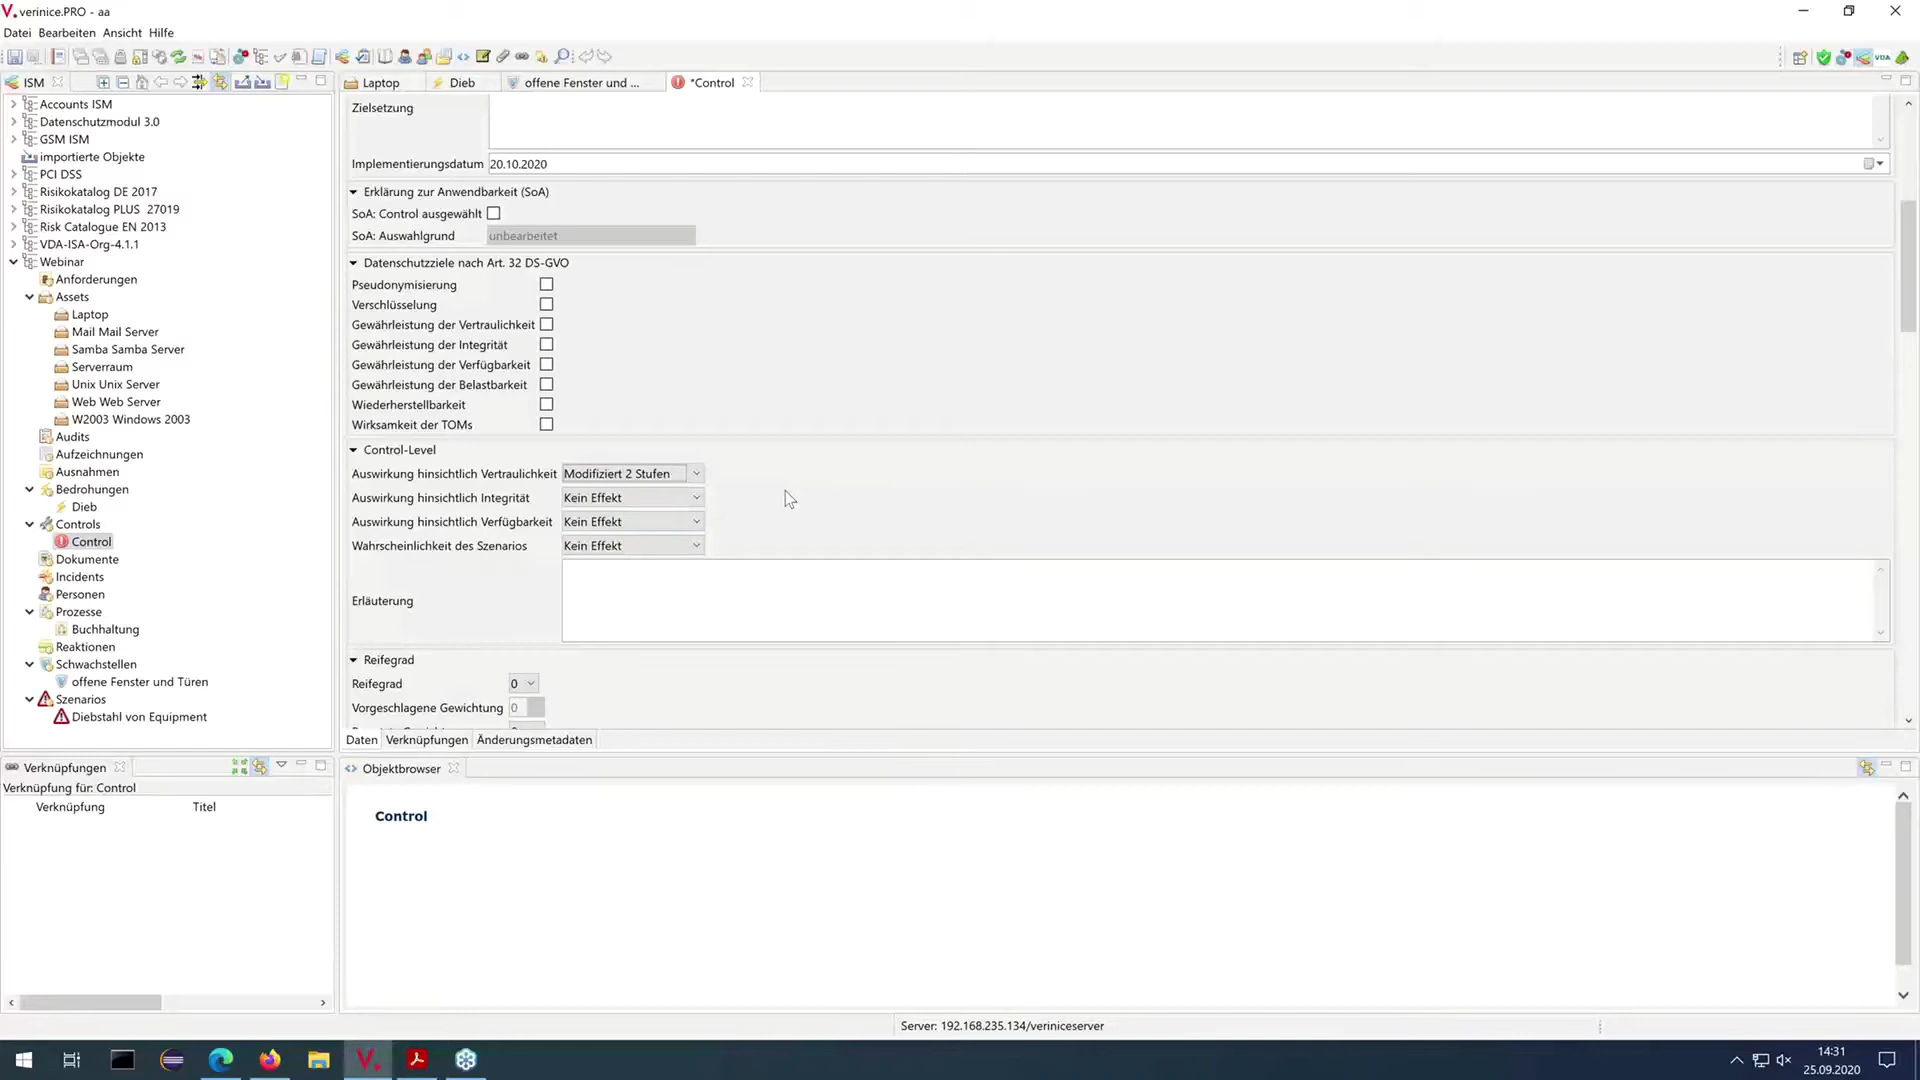 verinice.PRO - aa
Datei Bearbeiten Ansicht Hilfe
ISM
Accounts ISM
Datenschutzmodul 3.0
GSM ISM
importierte Objekte
PCI DSS
Risikokatalog DE 2017
Risikokatalog PLUS 27019
Risk Catalogue EN 2013
VDA-ISA-Org-4.1.1
Webinar
Anforderungen
Assets
Laptop
Mail Mail Server
Samba Samba Server
Serverraum
Unix Unix Server
Web Web Server
W2003 Windows 2003
Audits
Aufzeichnungen
Ausnahmen
Bedrohungen
Dieb
Controls
Control
Dokumente
Incidents
Personen
Prozesse
Buchhaltung
Reaktionen
Schwachstellen
offene Fenster und Türen
Szenarios
Diebstahl von Equipment
Laptop Dieb offene Fenster und ... *Control
VDA
Zielsetzung
Implementierungsdatum 20.10.2020
Erklärung zur Anwendbarkeit (SoA)
SoA: Control ausgewählt
SoA: Auswahlgrund unbearbeitet
Datenschutzziele nach Art. 32 DS-GVO
Pseudonymisierung
Verschlüsselung
Gewährleistung der Vertraulichkeit
Gewährleistung der Integrität
Gewährleistung der Verfügbarkeit
Gewährleistung der Belastbarkeit
Wiederherstellbarkeit
Wirksamkeit der TOMs
Control-Level
Auswirkung hinsichtlich Vertraulichkeit Modifiziert 2 Stufen
Auswirkung hinsichtlich Integrität Kein Effekt
Auswirkung hinsichtlich Verfügbarkeit Kein Effekt
Wahrscheinlichkeit des Szenarios Kein Effekt
Erläuterung
Reifegrad
Reifegrad 0
Vorgeschlagene Gewichtung 0
Daten Verknüpfungen Änderungsmetadaten
Verknüpfungen
Verknüpfung für: Control
Verknüpfung Titel
Objektbrowser
Control
Server: 192.168.235.134/veriniceserver
14:31
25.09.2020